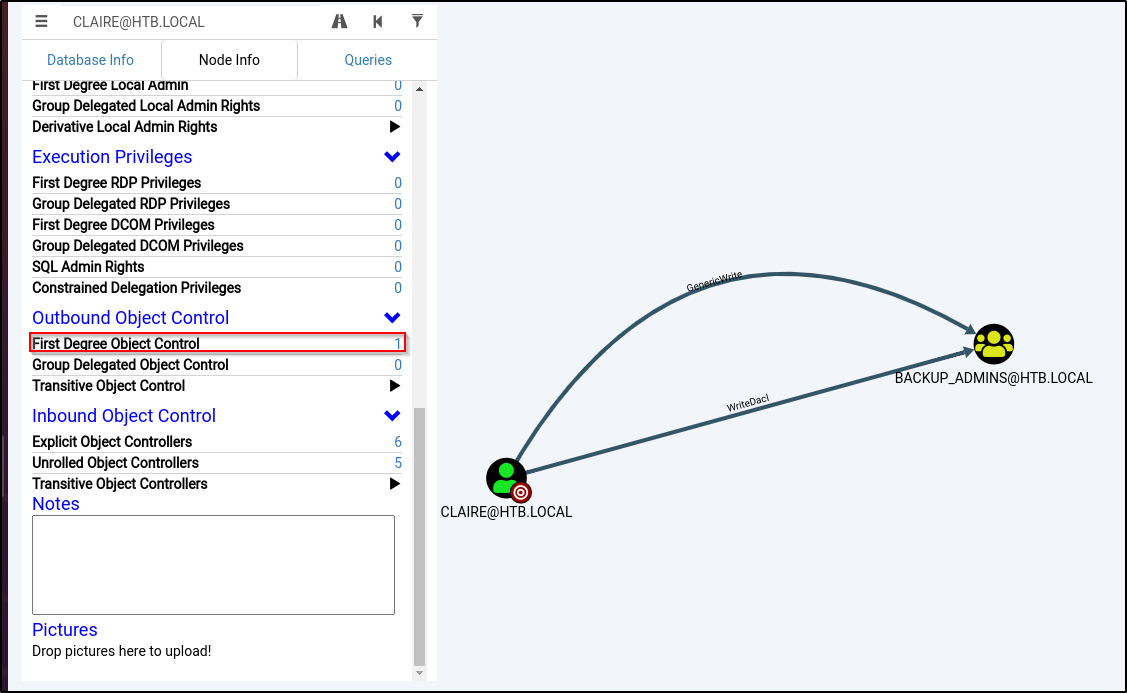 CLAIRE@HTB.LOCAL
Database Info Node Info Queries
First Degree Local Admin 0
Group Delegated Local Admin Rights 0
Derivative Local Admin Rights
Execution Privileges
First Degree RDP Privileges 0
Group Delegated RDP Privileges 0
First Degree DCOM Privileges 0
Group Delegated DCOM Privileges 0
SQL Admin Rights 0
Constrained Delegation Privileges 0
Outbound Object Control
First Degree Object Control 1
Group Delegated Object Control 0
Transitive Object Control
Inbound Object Control
Explicit Object Controllers 6
Unrolled Object Controllers 5
Transitive Object Controllers
Notes
Pictures
Drop pictures here to upload!
GenericWrite
BACKUP_ADMINS@HTB.LOCAL
WriteDacl
CLAIRE@HTB.LOCAL